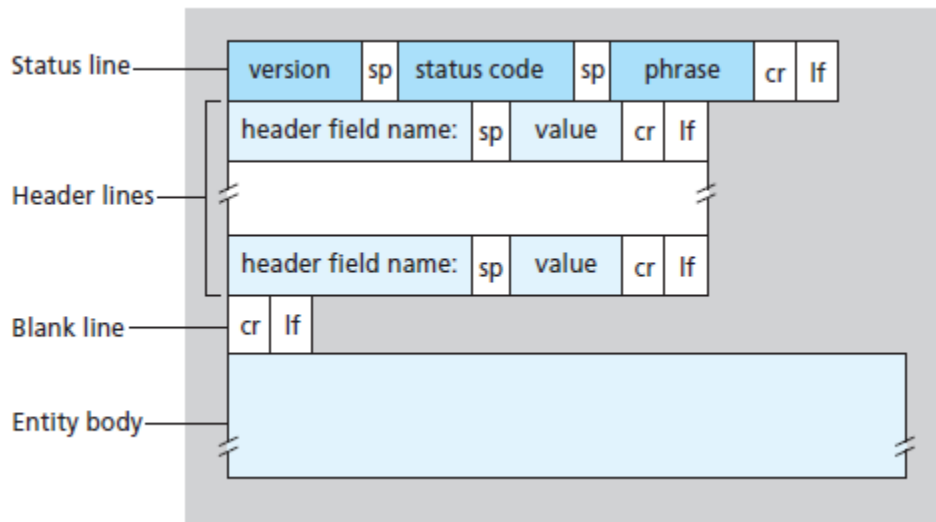 Status line version sp status code sp phrase cr lf
header field name: sp value cr lf
Header lines
header field name: sp value cr lf
Blank line cr lf
Entity body